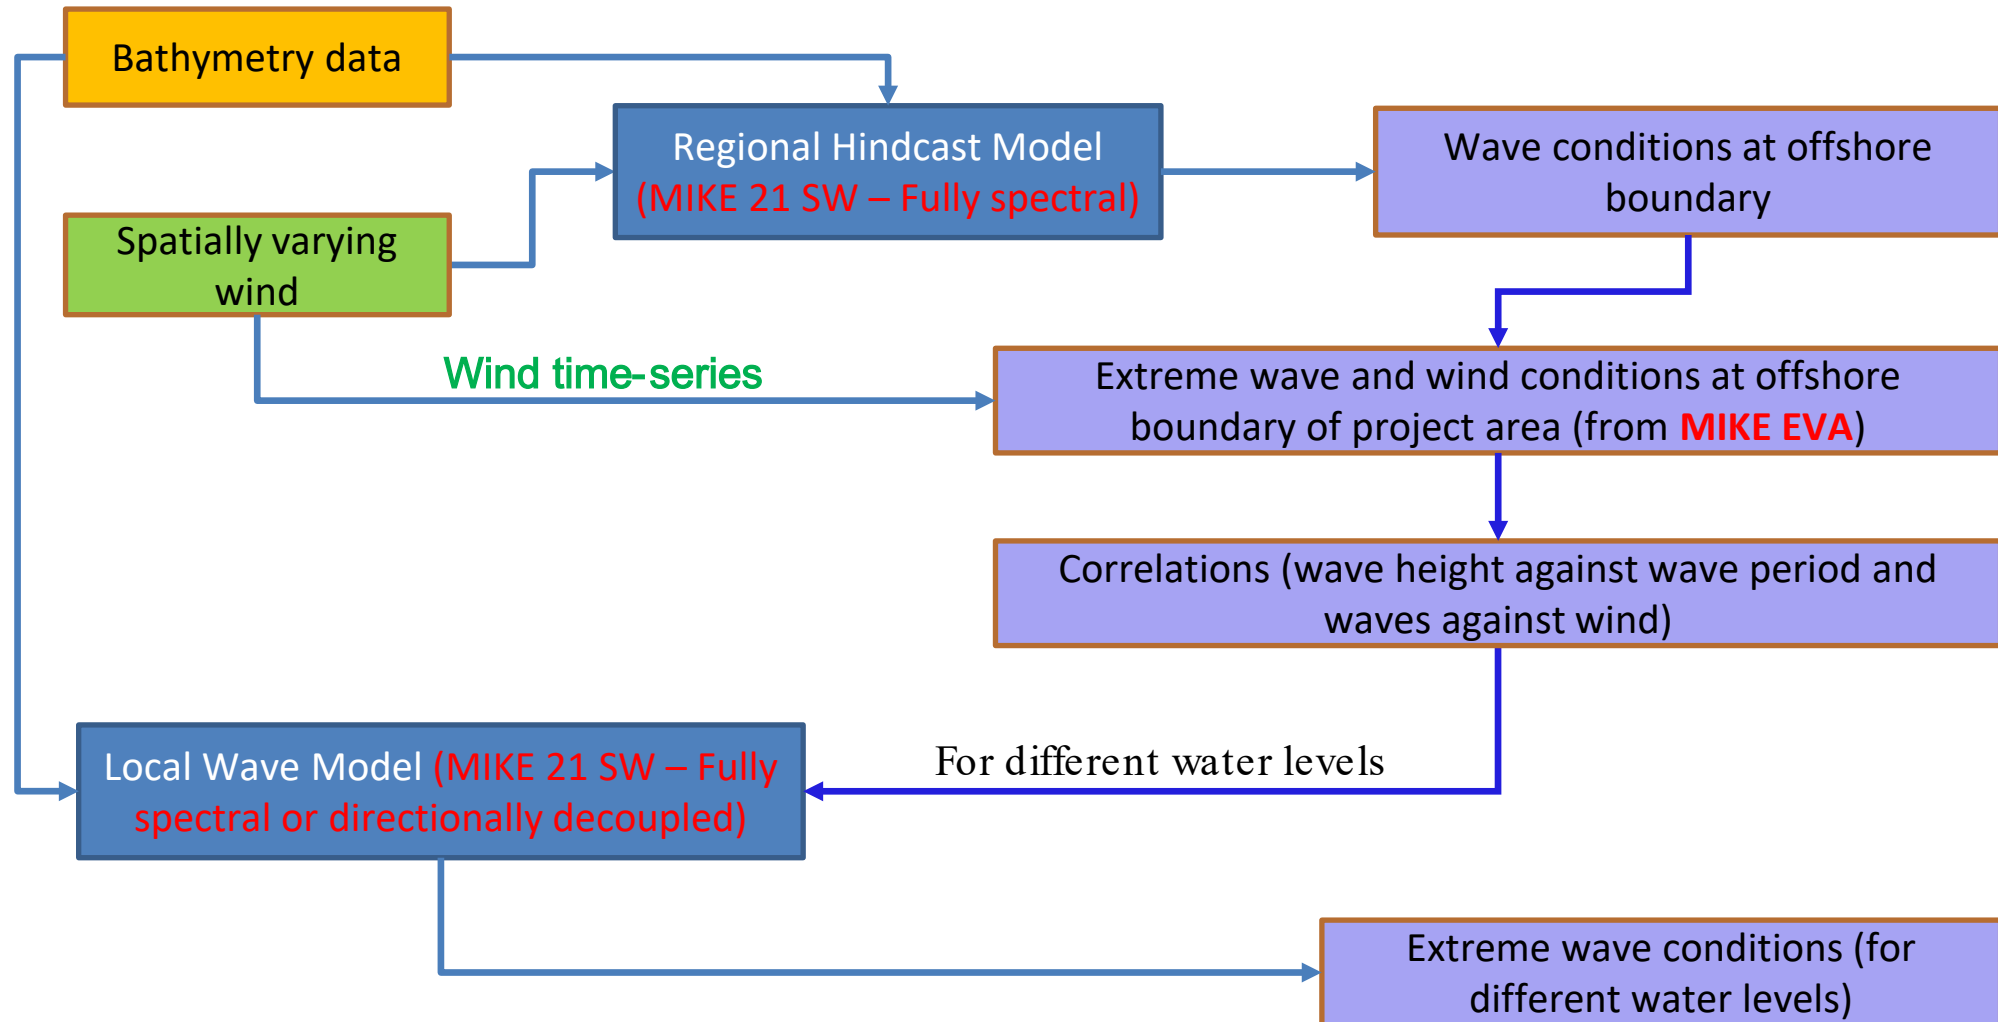 Bathymetry data
Regional Hindcast Model
(MIKE 21 SW – Fully spectral)
Wave conditions at offshore
boundary
Spatially varying
wind
Wind time-series
Extreme wave and wind conditions at offshore
boundary of project area (from MIKE EVA)
Correlations (wave height against wave period and
waves against wind)
Local Wave Model (MIKE 21 SW – Fully
spectral or directionally decoupled)
For different water levels
Extreme wave conditions (for
different water levels)